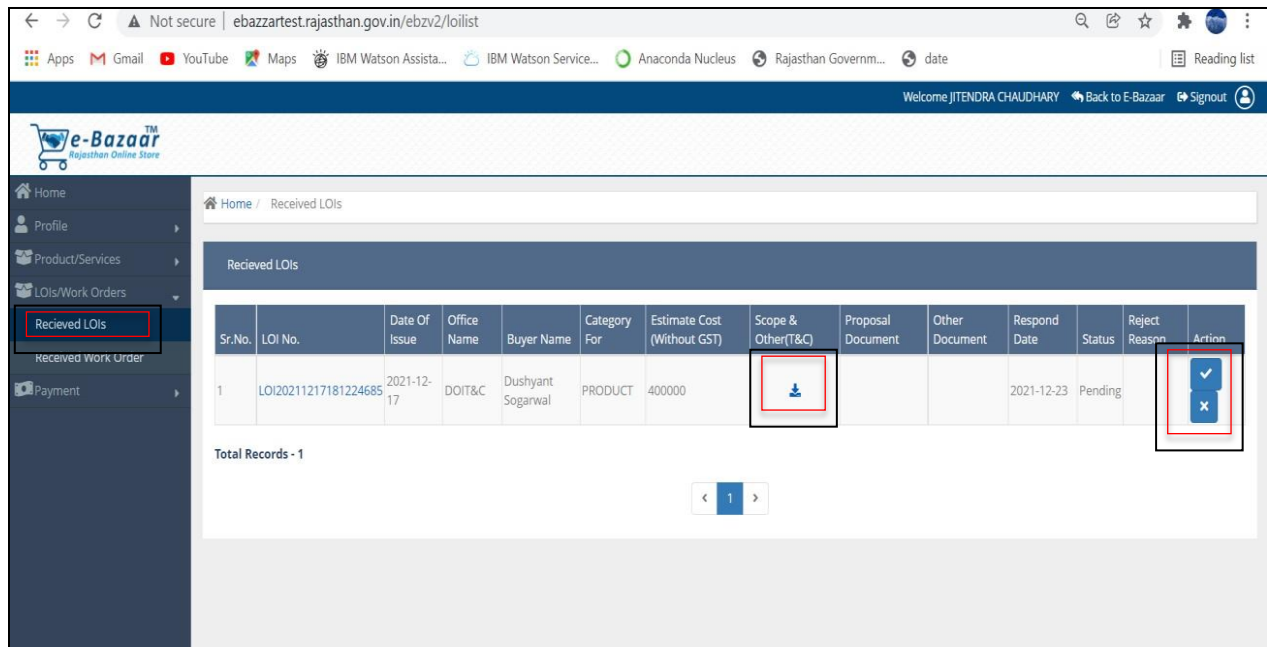 Not secure | ebazzartest.rajasthan.gov.in/ebzv2/loilist
Apps Gmail YouTube Maps IBM Watson Assista... IBM Watson Service... Anaconda Nucleus Rajasthan Governm... date Reading list
Welcome JITENDRA CHAUDHARY Back to E-Bazaar Signout
e-Bazaar TM
Rajasthan Online Store
Home
Profile
Product/Services
LOIs/Work Orders
Recieved LOIs
Received Work Order
Payment
Home / Received LOIs
Recieved LOIs
Sr.No. LOI No. Date Of Issue Office Name Buyer Name Category For Estimate Cost (Without GST) Scope & Other(T&C) Proposal Document Other Document Respond Date Status Reject Reason Action
1 LOI20211217181224685 2021-12-17 DOIT&C Dushyant Sogarwal PRODUCT 400000 2021-12-23 Pending
Total Records - 1
< 1 >